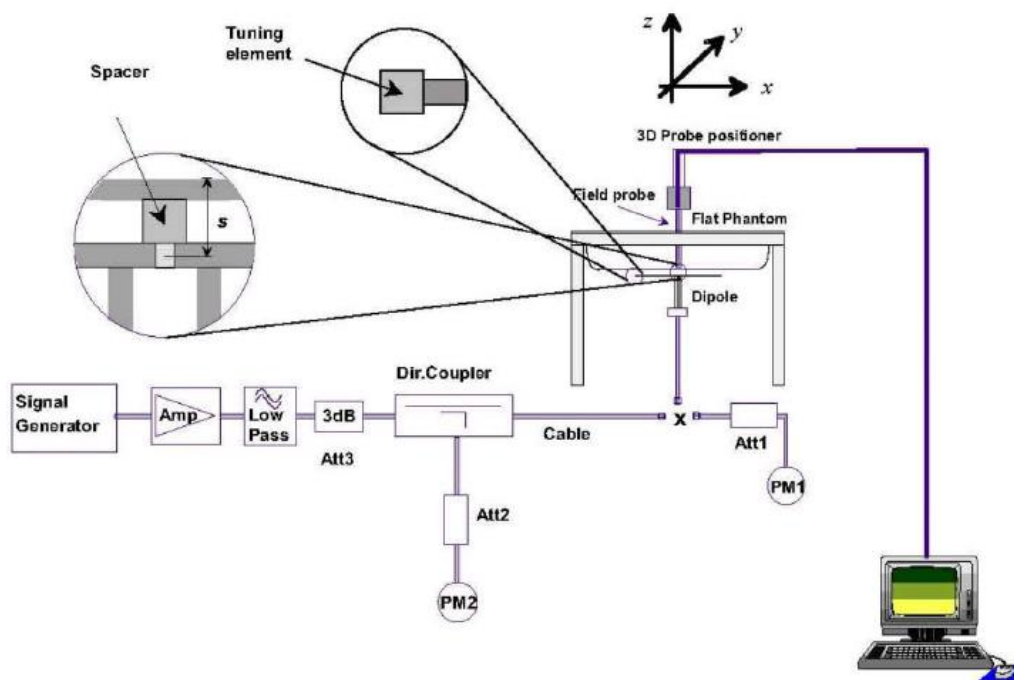 Tuning
element
Spacer
z
y
x
3D Probe positioner
Field probe
Flat Phantom
s
Dipole
Dir.Coupler
Signal
Generator
Amp
Low
Pass
3dB
Att3
Cable
x
Att1
PM1
Att2
PM2